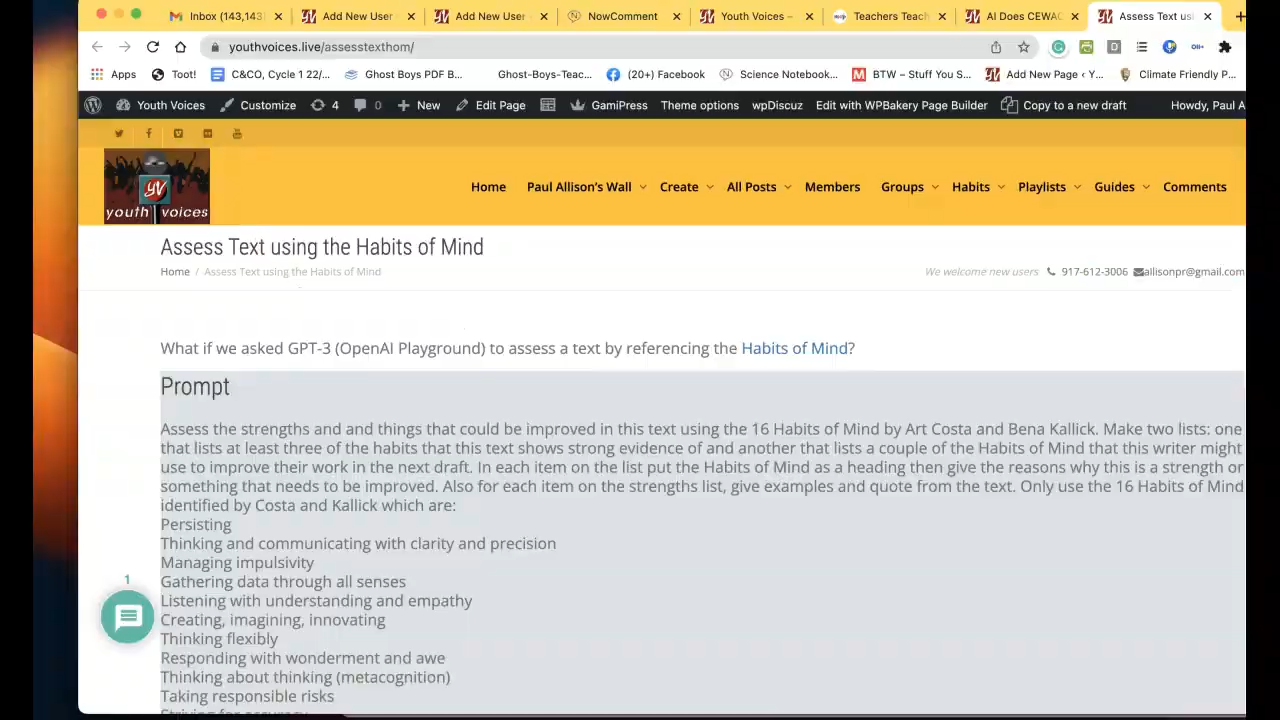 Inbox (143,143)
Add New User
Add New User
NowComment
Youth Voices –
Teachers Teach
AI Does CEWAC
Assess Text usi
youthvoices.live/assesstexthom/
Apps
Toot!
C&CO, Cycle 1 22/...
Ghost Boys PDF B...
Ghost-Boys-Teac...
(20+) Facebook
Science Notebook...
BTW – Stuff You S...
Add New Page ‹ Y...
Climate Friendly P...
Youth Voices
Customize
4
0
New
Edit Page
GamiPress
Theme options
wpDiscuz
Edit with WPBakery Page Builder
Copy to a new draft
Howdy, Paul A
YV
youth voices
Home
Paul Allison's Wall
Create
All Posts
Members
Groups
Habits
Playlists
Guides
Comments
Assess Text using the Habits of Mind
Home / Assess Text using the Habits of Mind
We welcome new users 917-612-3006 allisonpr@gmail.com
What if we asked GPT-3 (OpenAI Playground) to assess a text by referencing the Habits of Mind?
Prompt
Assess the strengths and and things that could be improved in this text using the 16 Habits of Mind by Art Costa and Bena Kallick. Make two lists: one
that lists at least three of the habits that this text shows strong evidence of and another that lists a couple of the Habits of Mind that this writer might
use to improve their work in the next draft. In each item on the list put the Habits of Mind as a heading then give the reasons why this is a strength or
something that needs to be improved. Also for each item on the strengths list, give examples and quote from the text. Only use the 16 Habits of Mind
identified by Costa and Kallick which are:
Persisting
Thinking and communicating with clarity and precision
Managing impulsivity
Gathering data through all senses
1
Listening with understanding and empathy
Creating, imagining, innovating
Thinking flexibly
Responding with wonderment and awe
Thinking about thinking (metacognition)
Taking responsible risks